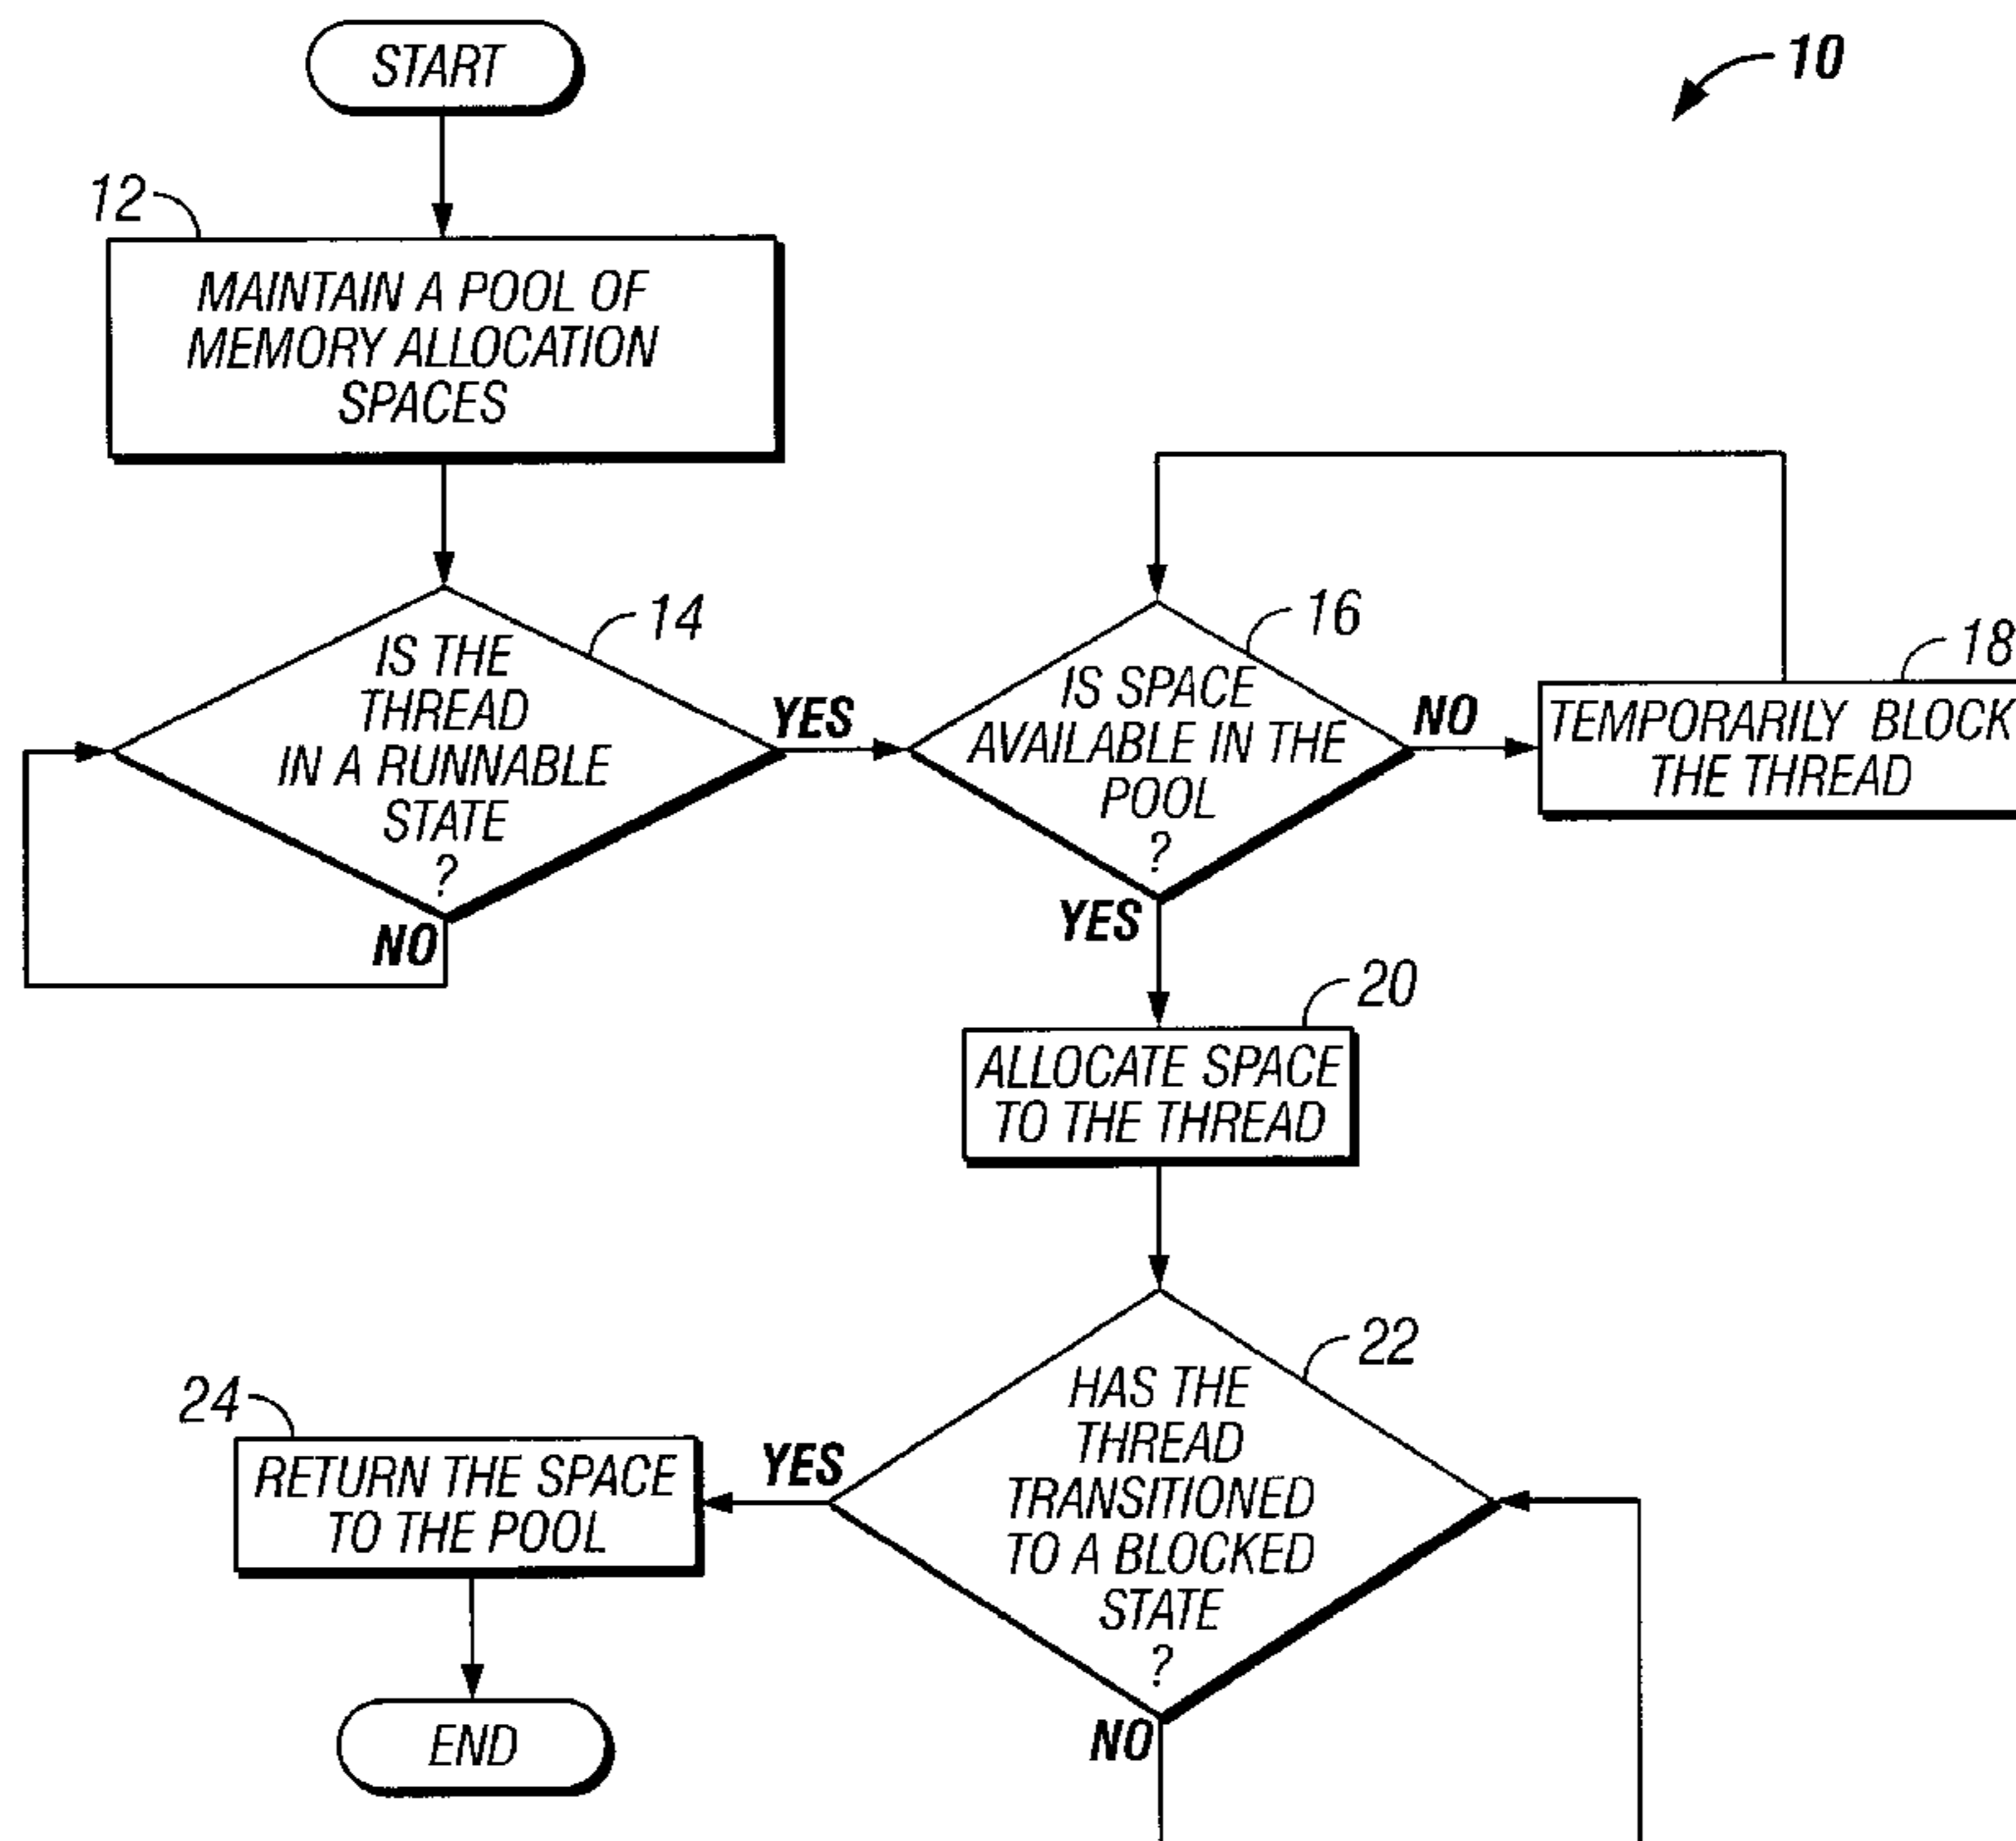 START
10
12
MAINTAIN A POOL OF
MEMORY ALLOCATION
SPACES
14
IS THE
THREAD
IN A RUNNABLE
STATE
?
YES
NO
16
IS SPACE
AVAILABLE IN THE
POOL
?
NO
YES
18
TEMPORARILY BLOCK
THE THREAD
20
ALLOCATE SPACE
TO THE THREAD
22
HAS THE
THREAD
TRANSITIONED
TO A BLOCKED
STATE
?
YES
NO
24
RETURN THE SPACE
TO THE POOL
END